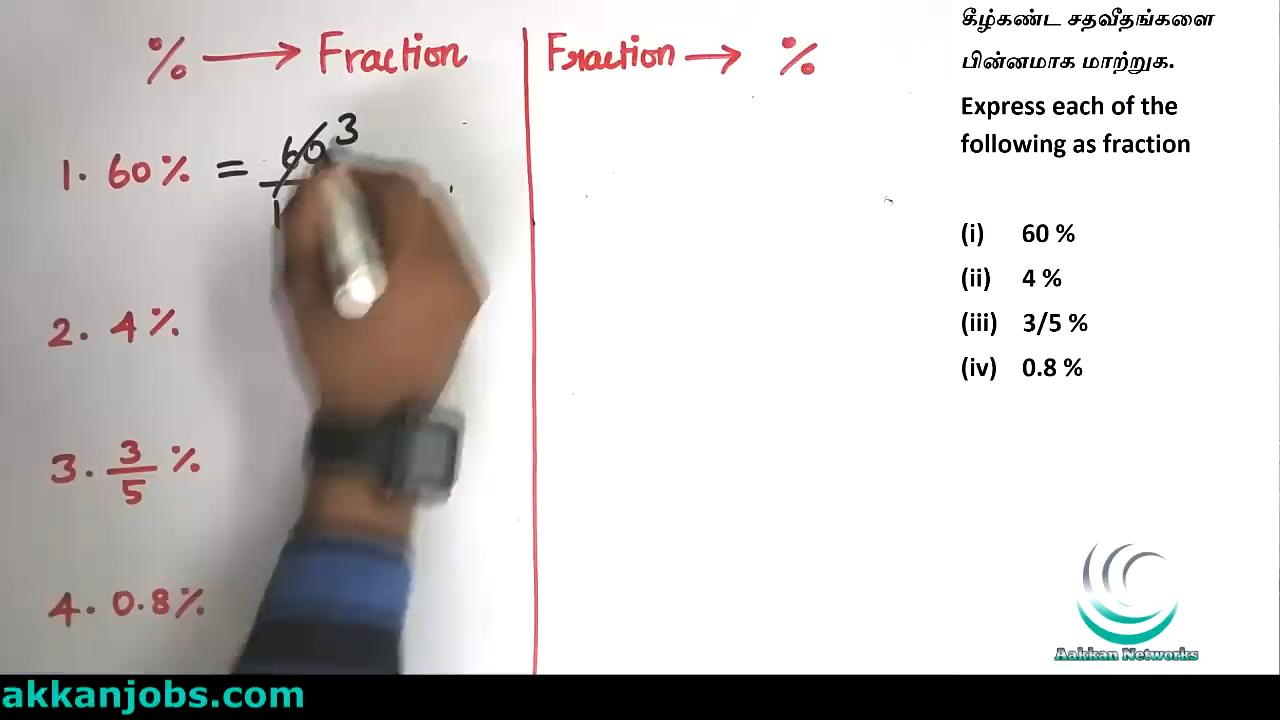 % → Fraction
Fraction → %
1. 60% = 60 3
1
2. 4%
3. 3/5 %
4. 0.8%
கீழ்கண்ட சதவீதங்களை
பின்னமாக மாற்றுக.
Express each of the
following as fraction
(i) 60 %
(ii) 4 %
(iii) 3/5 %
(iv) 0.8 %
Aakkan Networks
akkanjobs.com